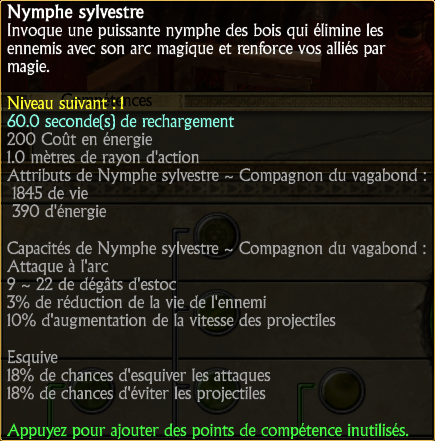 Nymphe sylvestre
Invoque une puissante nymphe des bois qui élimine les
ennemis avec son arc magique et renforce vos alliés par
magie.
Niveau suivant : 1
Compétences
60.0 seconde(s) de rechargement
200 Coût en énergie
1.0 mètres de rayon d'action
Attributs de Nymphe sylvestre ~ Compagnon du vagabond :
1845 de vie
390 d'énergie
Capacités de Nymphe sylvestre ~ Compagnon du vagabond :
Attaque à l'arc
9 ~ 22 de dégâts d'estoc
3% de réduction de la vie de l'ennemi
10% d'augmentation de la vitesse des projectiles
Esquive
18% de chances d'esquiver les attaques
18% de chances d'éviter les projectiles
Appuyez pour ajouter des points de compétence inutilisés.